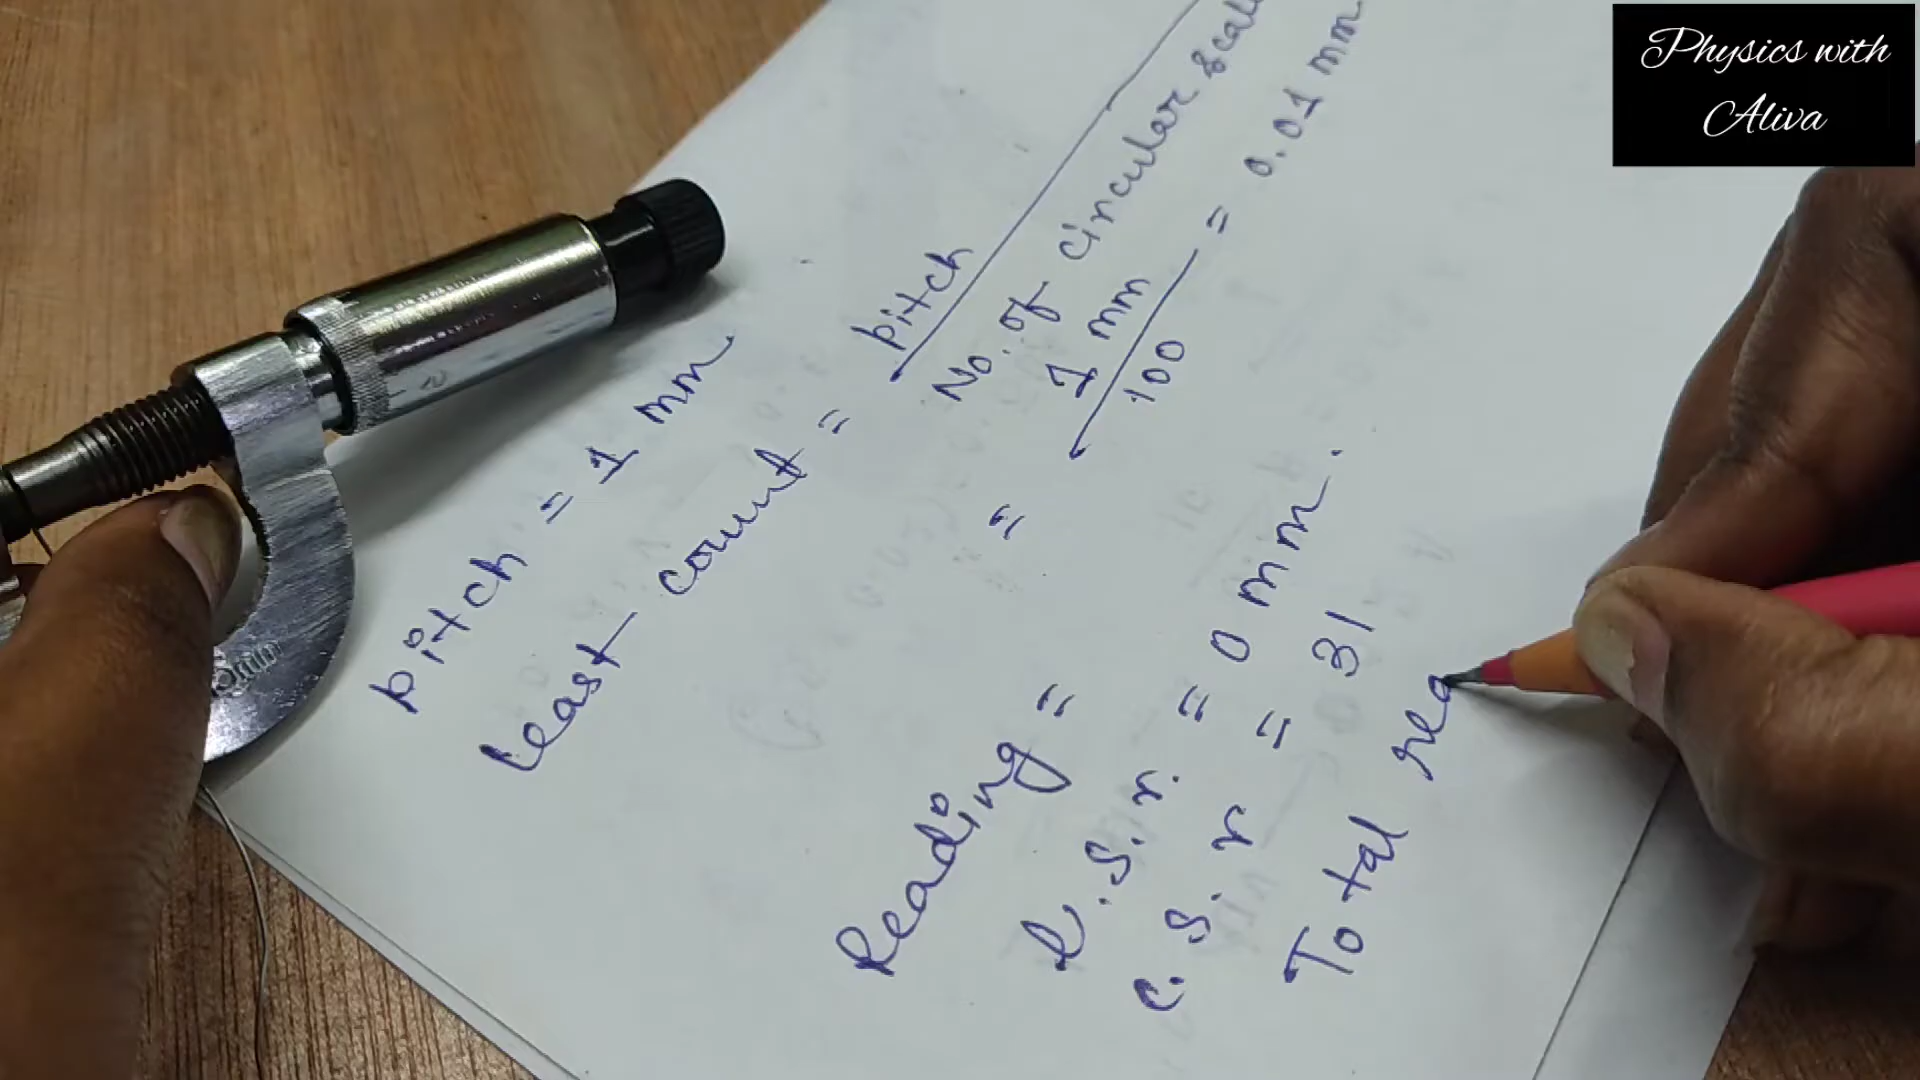 Physics with
Aliva
pitch = 1 mm
Least count = pitch
No. of circular scale
= 1 mm
100
= 0.01 mm
Reading =
l.s.r. = 0 mm.
c.s.r = 31
Total rea